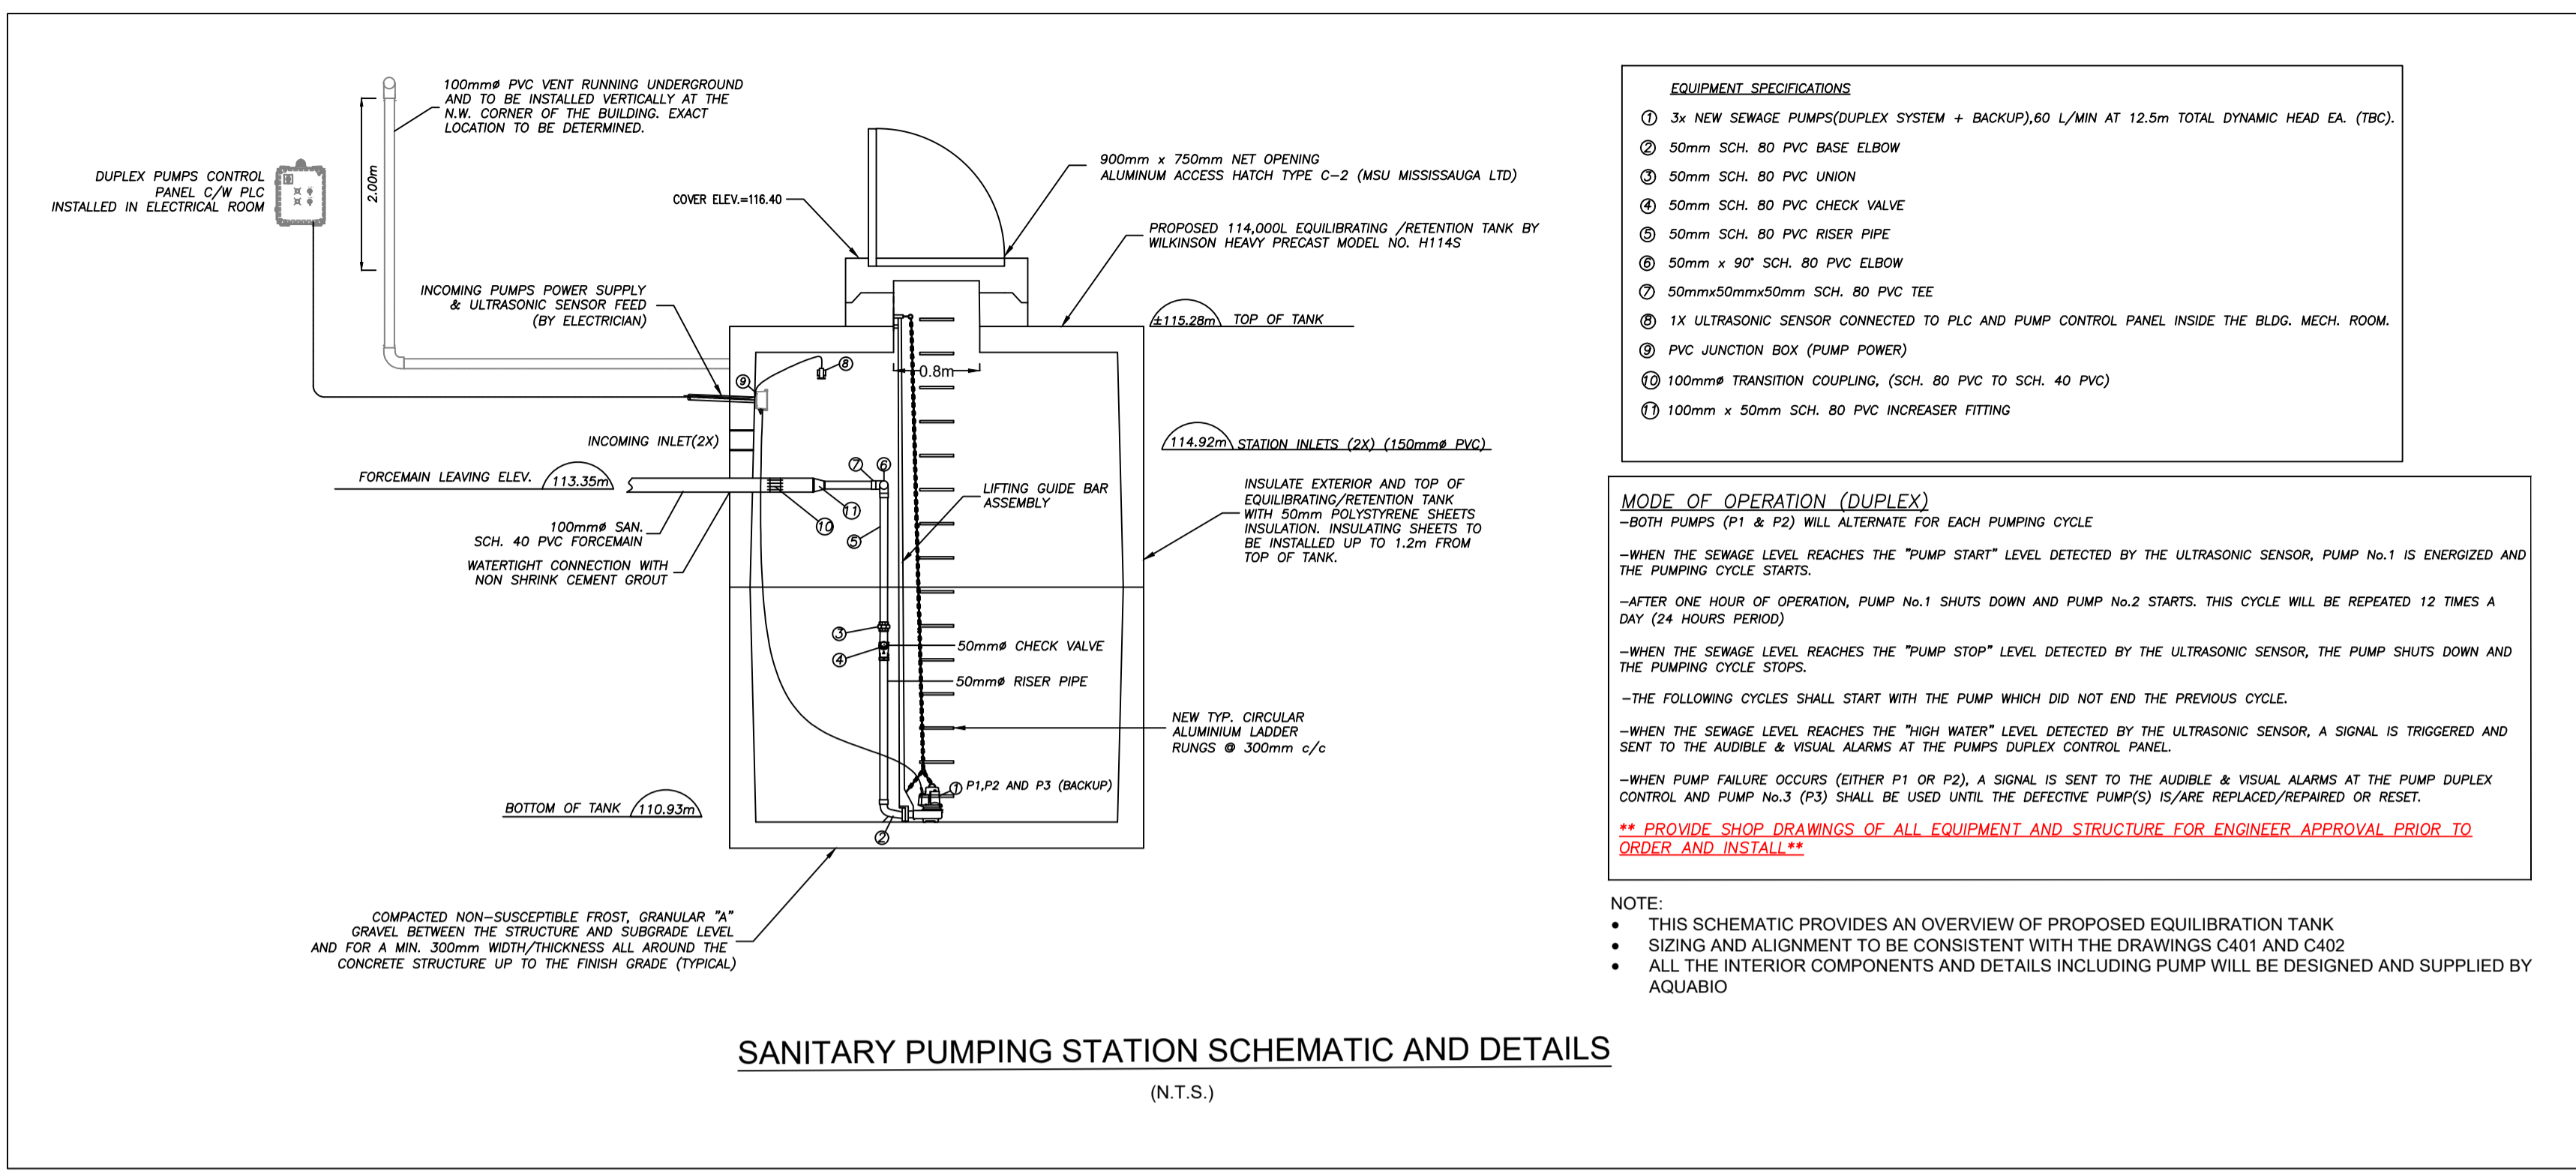 100mmø PVC VENT RUNNING UNDERGROUND
AND TO BE INSTALLED VERTICALLY AT THE
N.W. CORNER OF THE BUILDING. EXACT
LOCATION TO BE DETERMINED.
2.00m
DUPLEX PUMPS CONTROL
PANEL C/W PLC
INSTALLED IN ELECTRICAL ROOM
COVER ELEV.=116.40
900mm x 750mm NET OPENING
ALUMINUM ACCESS HATCH TYPE C-2 (MSU MISSISSAUGA LTD)
PROPOSED 114,000L EQUILIBRATING /RETENTION TANK BY
WILKINSON HEAVY PRECAST MODEL NO. H114S
INCOMING PUMPS POWER SUPPLY
& ULTRASONIC SENSOR FEED
(BY ELECTRICIAN)
±115.28m TOP OF TANK
8
0.8m
9
INCOMING INLET(2X)
114.92m STATION INLETS (2X) (150mmø PVC)
FORCEMAIN LEAVING ELEV. 113.35m
7
6
LIFTING GUIDE BAR
ASSEMBLY
INSULATE EXTERIOR AND TOP OF
EQUILIBRATING/RETENTION TANK
WITH 50mm POLYSTYRENE SHEETS
INSULATION. INSULATING SHEETS TO
BE INSTALLED UP TO 1.2m FROM
TOP OF TANK.
11
10
5
100mmø SAN.
SCH. 40 PVC FORCEMAIN
WATERTIGHT CONNECTION WITH
NON SHRINK CEMENT GROUT
3
4
50mmø CHECK VALVE
50mmø RISER PIPE
NEW TYP. CIRCULAR
ALUMINIUM LADDER
RUNGS @ 300mm c/c
1 P1,P2 AND P3 (BACKUP)
BOTTOM OF TANK 110.93m
2
COMPACTED NON-SUSCEPTIBLE FROST, GRANULAR "A"
GRAVEL BETWEEN THE STRUCTURE AND SUBGRADE LEVEL
AND FOR A MIN. 300mm WIDTH/THICKNESS ALL AROUND THE
CONCRETE STRUCTURE UP TO THE FINISH GRADE (TYPICAL)
EQUIPMENT SPECIFICATIONS
1 3x NEW SEWAGE PUMPS(DUPLEX SYSTEM + BACKUP),60 L/MIN AT 12.5m TOTAL DYNAMIC HEAD EA. (TBC).
2 50mm SCH. 80 PVC BASE ELBOW
3 50mm SCH. 80 PVC UNION
4 50mm SCH. 80 PVC CHECK VALVE
5 50mm SCH. 80 PVC RISER PIPE
6 50mm x 90° SCH. 80 PVC ELBOW
7 50mmx50mmx50mm SCH. 80 PVC TEE
8 1X ULTRASONIC SENSOR CONNECTED TO PLC AND PUMP CONTROL PANEL INSIDE THE BLDG. MECH. ROOM.
9 PVC JUNCTION BOX (PUMP POWER)
10 100mmø TRANSITION COUPLING, (SCH. 80 PVC TO SCH. 40 PVC)
11 100mm x 50mm SCH. 80 PVC INCREASER FITTING
MODE OF OPERATION (DUPLEX)
-BOTH PUMPS (P1 & P2) WILL ALTERNATE FOR EACH PUMPING CYCLE
-WHEN THE SEWAGE LEVEL REACHES THE "PUMP START" LEVEL DETECTED BY THE ULTRASONIC SENSOR, PUMP No.1 IS ENERGIZED AND
THE PUMPING CYCLE STARTS.
-AFTER ONE HOUR OF OPERATION, PUMP No.1 SHUTS DOWN AND PUMP No.2 STARTS. THIS CYCLE WILL BE REPEATED 12 TIMES A
DAY (24 HOURS PERIOD)
-WHEN THE SEWAGE LEVEL REACHES THE "PUMP STOP" LEVEL DETECTED BY THE ULTRASONIC SENSOR, THE PUMP SHUTS DOWN AND
THE PUMPING CYCLE STOPS.
-THE FOLLOWING CYCLES SHALL START WITH THE PUMP WHICH DID NOT END THE PREVIOUS CYCLE.
-WHEN THE SEWAGE LEVEL REACHES THE "HIGH WATER" LEVEL DETECTED BY THE ULTRASONIC SENSOR, A SIGNAL IS TRIGGERED AND
SENT TO THE AUDIBLE & VISUAL ALARMS AT THE PUMPS DUPLEX CONTROL PANEL.
-WHEN PUMP FAILURE OCCURS (EITHER P1 OR P2), A SIGNAL IS SENT TO THE AUDIBLE & VISUAL ALARMS AT THE PUMP DUPLEX
CONTROL AND PUMP No.3 (P3) SHALL BE USED UNTIL THE DEFECTIVE PUMP(S) IS/ARE REPLACED/REPAIRED OR RESET.
** PROVIDE SHOP DRAWINGS OF ALL EQUIPMENT AND STRUCTURE FOR ENGINEER APPROVAL PRIOR TO
ORDER AND INSTALL**
NOTE:
• THIS SCHEMATIC PROVIDES AN OVERVIEW OF PROPOSED EQUILIBRATION TANK
• SIZING AND ALIGNMENT TO BE CONSISTENT WITH THE DRAWINGS C401 AND C402
• ALL THE INTERIOR COMPONENTS AND DETAILS INCLUDING PUMP WILL BE DESIGNED AND SUPPLIED BY
AQUABIO
SANITARY PUMPING STATION SCHEMATIC AND DETAILS
(N.T.S.)